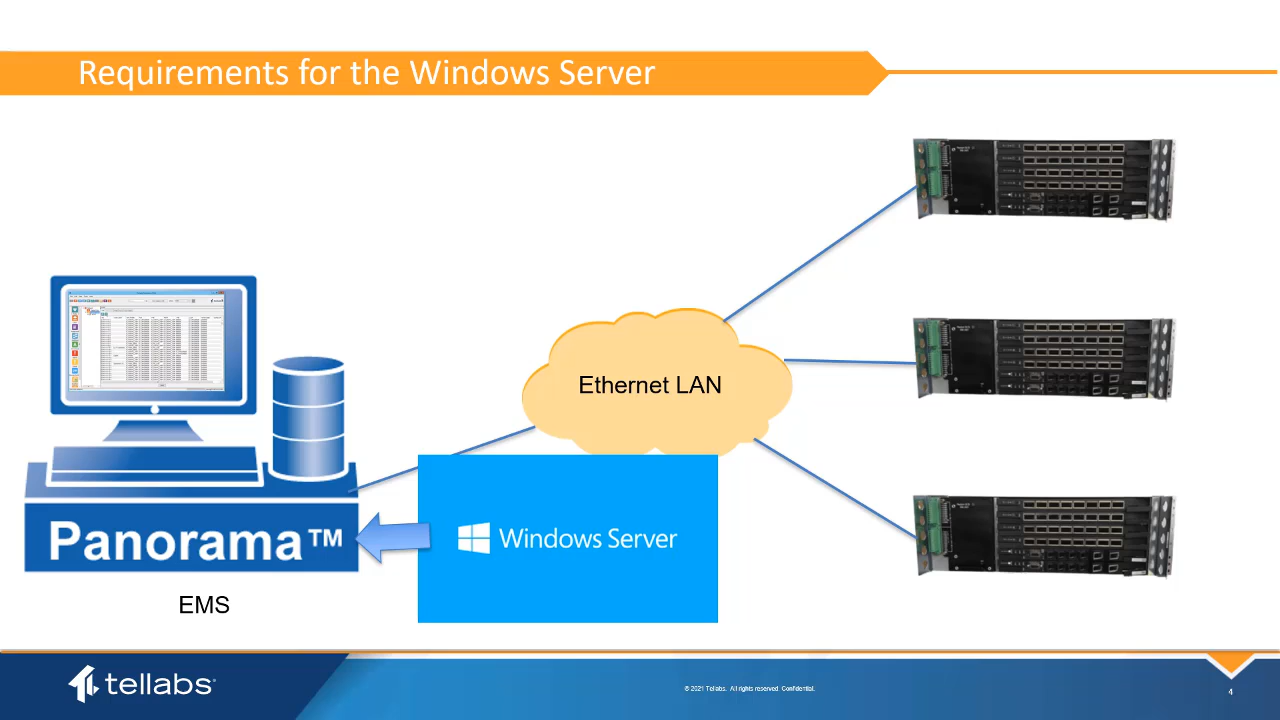 Requirements for the Windows Server
Ethernet LAN
Panorama™
Windows Server
EMS
tellabs
© 2021 Tellabs. All rights reserved. Confidential.
4